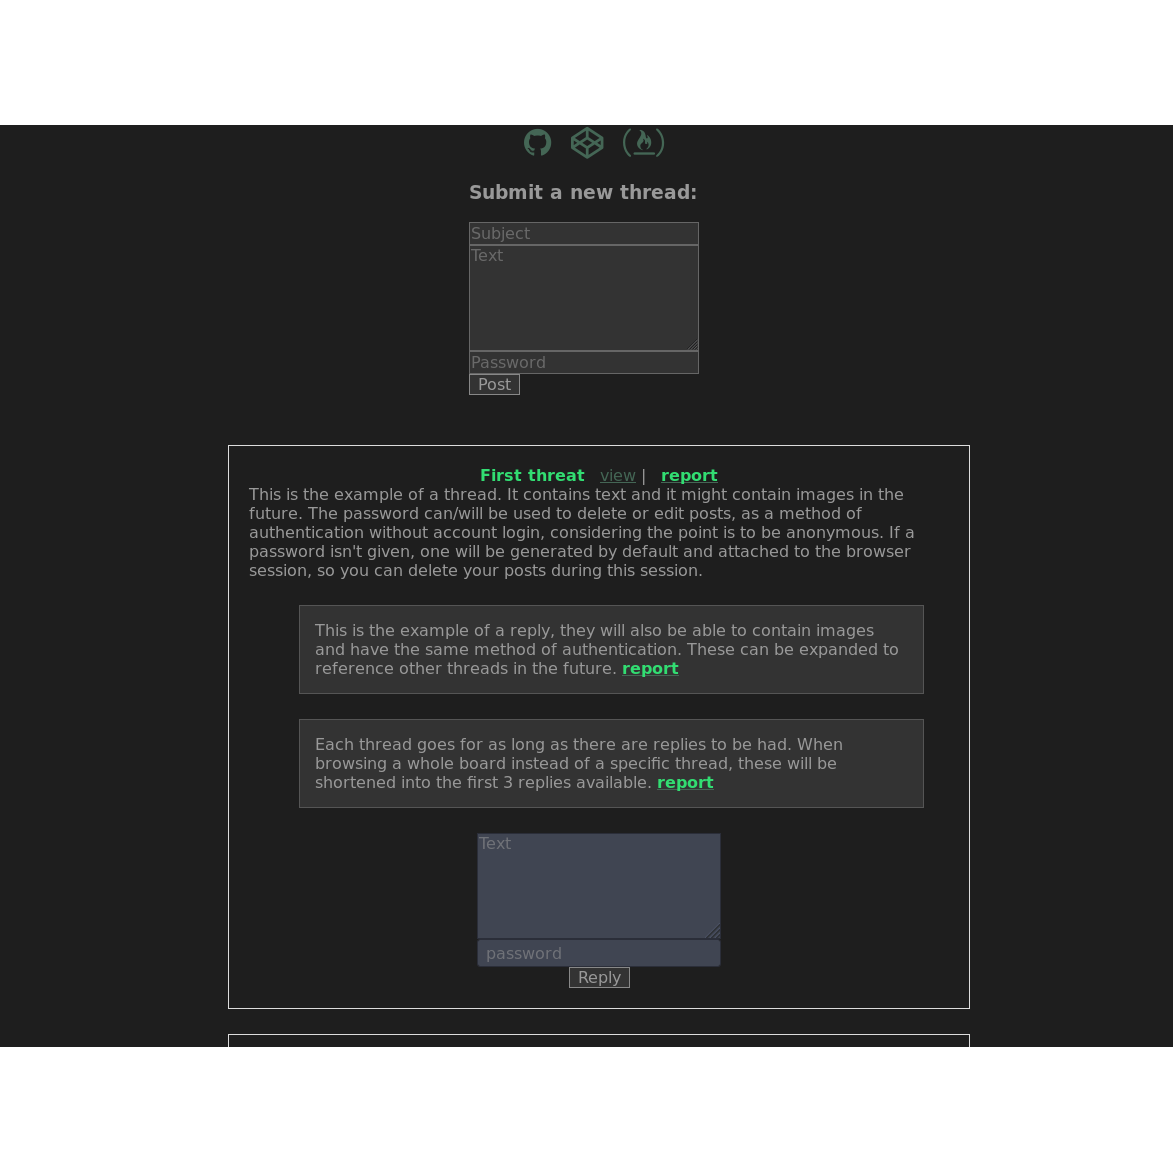 Submit a new thread:
Subject
Text
Password
Post
First threat view | report
This is the example of a thread. It contains text and it might contain images in the
future. The password can/will be used to delete or edit posts, as a method of
authentication without account login, considering the point is to be anonymous. If a
password isn't given, one will be generated by default and attached to the browser
session, so you can delete your posts during this session.
This is the example of a reply, they will also be able to contain images
and have the same method of authentication. These can be expanded to
reference other threads in the future. report
Each thread goes for as long as there are replies to be had. When
browsing a whole board instead of a specific thread, these will be
shortened into the first 3 replies available. report
Text
password
Reply